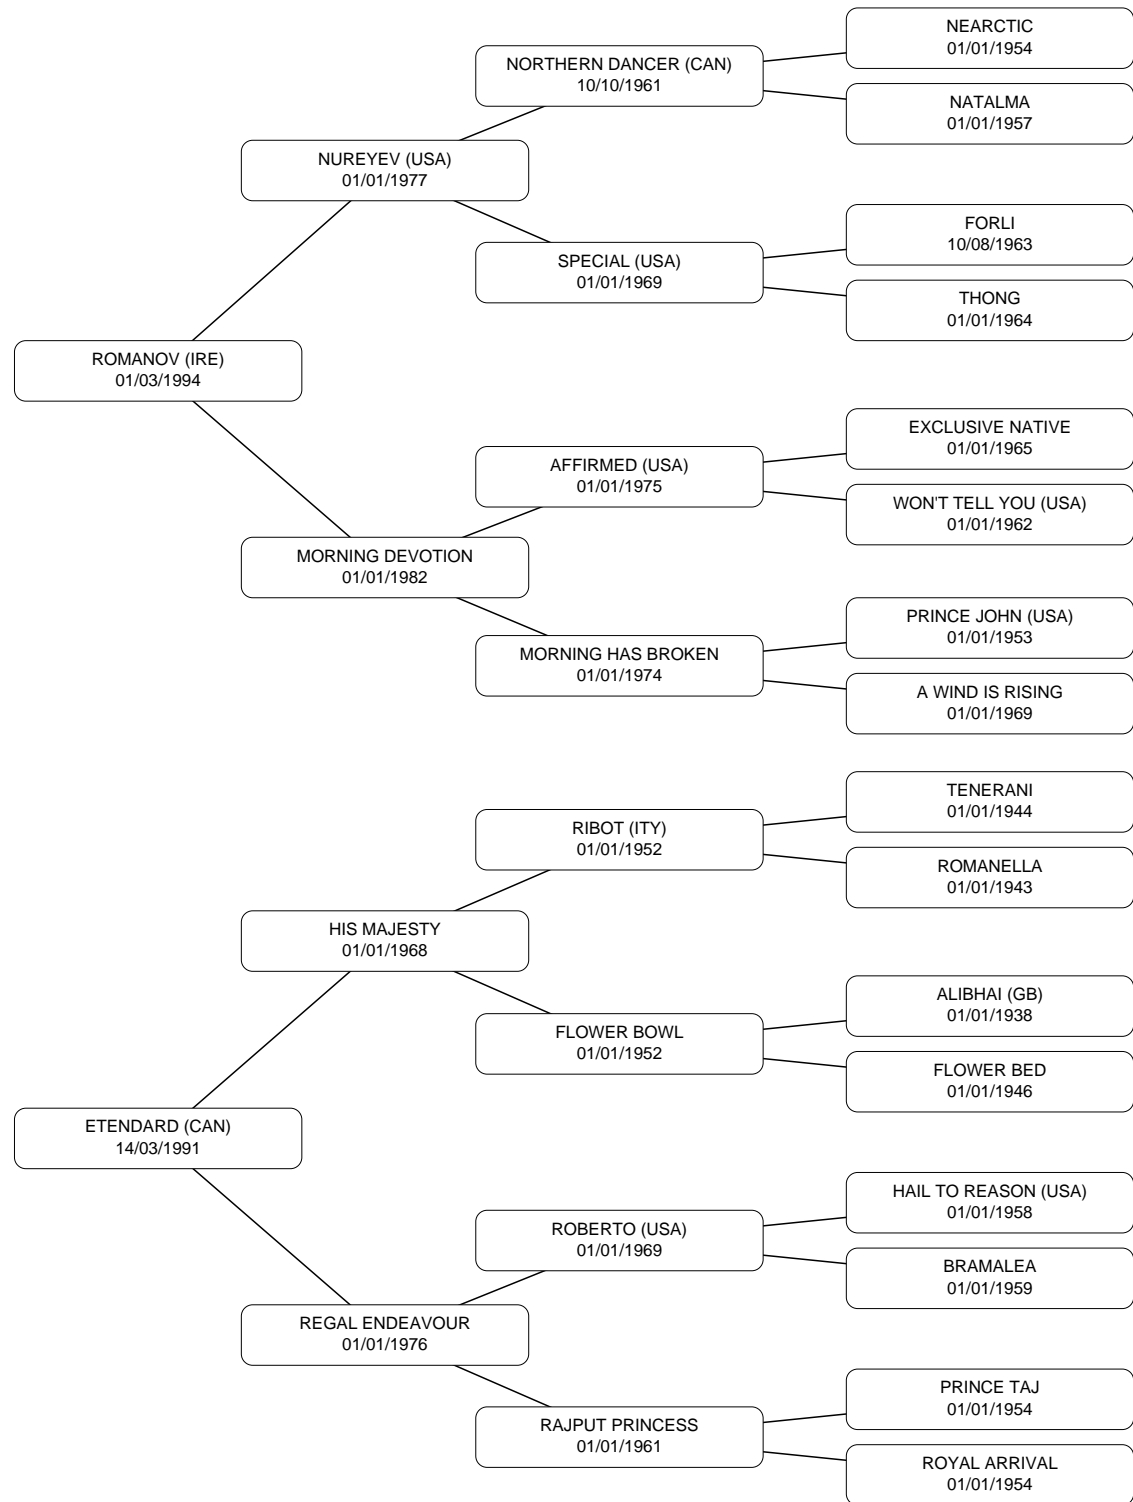 NEARCTIC
01/01/1954
NORTHERN DANCER (CAN)
10/10/1961
NATALMA
01/01/1957
NUREYEV (USA)
01/01/1977
FORLI
10/08/1963
SPECIAL (USA)
01/01/1969
THONG
01/01/1964
ROMANOV (IRE)
01/03/1994
EXCLUSIVE NATIVE
01/01/1965
AFFIRMED (USA)
01/01/1975
WON'T TELL YOU (USA)
01/01/1962
MORNING DEVOTION
01/01/1982
PRINCE JOHN (USA)
01/01/1953
MORNING HAS BROKEN
01/01/1974
A WIND IS RISING
01/01/1969
TENERANI
01/01/1944
RIBOT (ITY)
01/01/1952
ROMANELLA
01/01/1943
HIS MAJESTY
01/01/1968
ALIBHAI (GB)
01/01/1938
FLOWER BOWL
01/01/1952
FLOWER BED
01/01/1946
ETENDARD (CAN)
14/03/1991
HAIL TO REASON (USA)
01/01/1958
ROBERTO (USA)
01/01/1969
BRAMALEA
01/01/1959
REGAL ENDEAVOUR
01/01/1976
PRINCE TAJ
01/01/1954
RAJPUT PRINCESS
01/01/1961
ROYAL ARRIVAL
01/01/1954